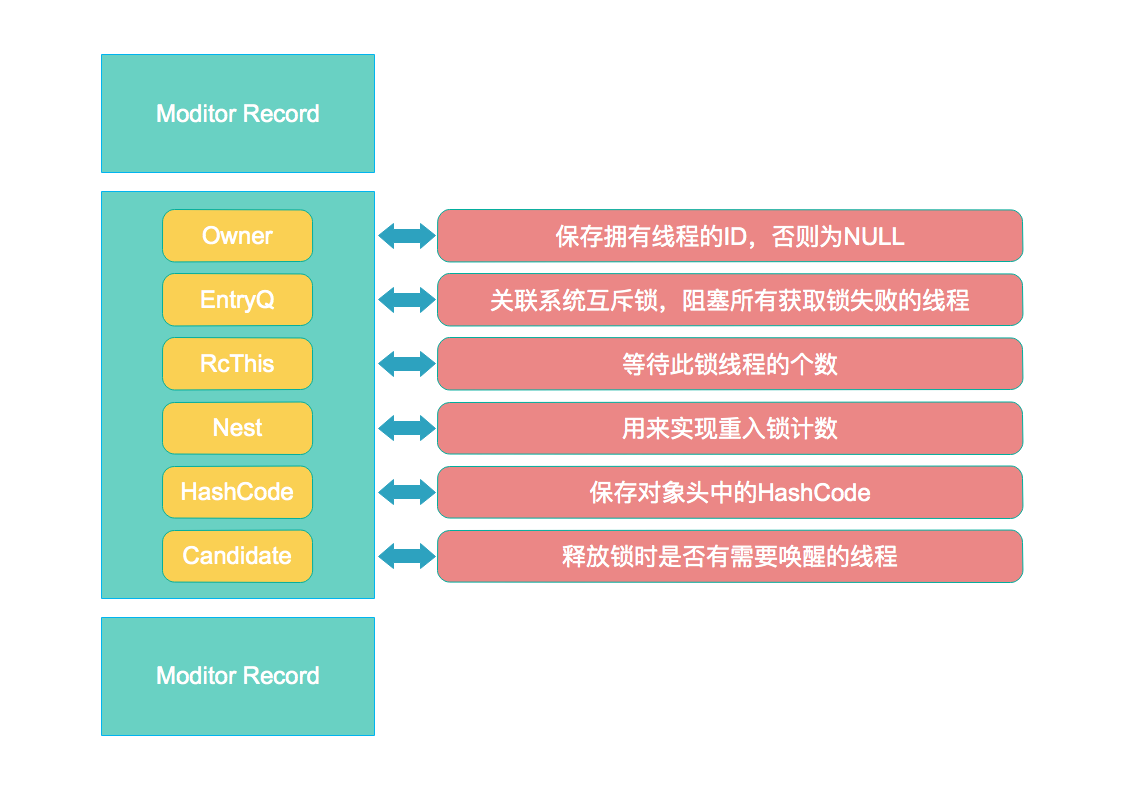 Moditor Record
Owner
保存拥有线程的ID，否则为NULL
EntryQ
关联系统互斥锁，阻塞所有获取锁失败的线程
RcThis
等待此锁线程的个数
Nest
用来实现重入锁计数
HashCode
保存对象头中的HashCode
Candidate
释放锁时是否有需要唤醒的线程
Moditor Record